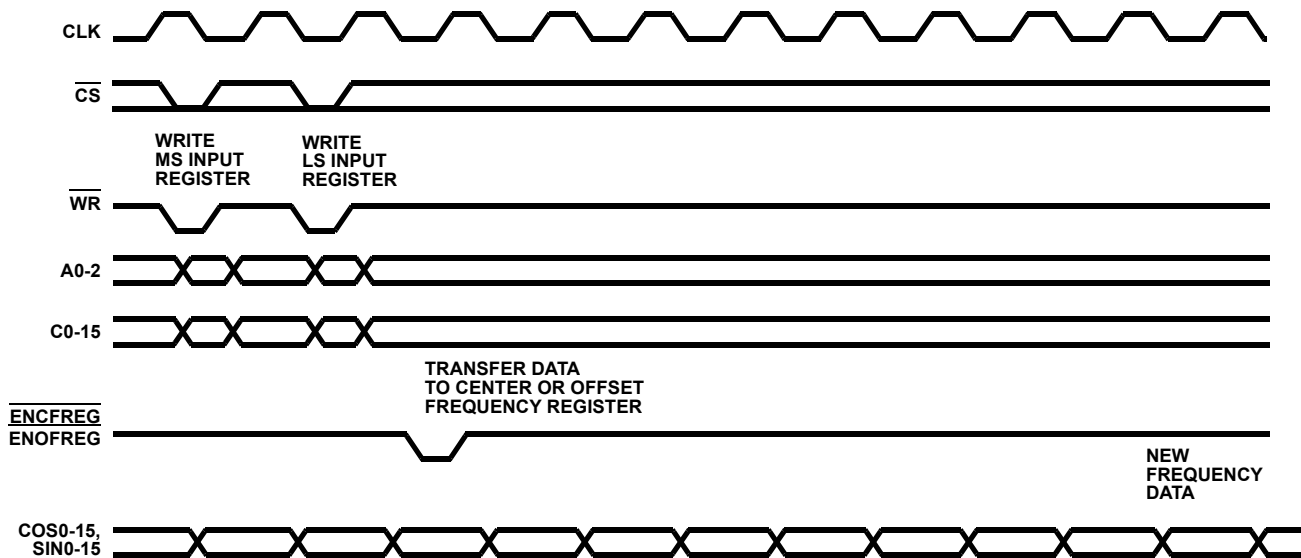 CLK
CS
WRITE
MS INPUT
REGISTER
WRITE
LS INPUT
REGISTER
WR
A0-2
C0-15
TRANSFER DATA
TO CENTER OR OFFSET
FREQUENCY REGISTER
ENCFREG
ENOFREG
NEW
FREQUENCY
DATA
COS0-15,
SIN0-15